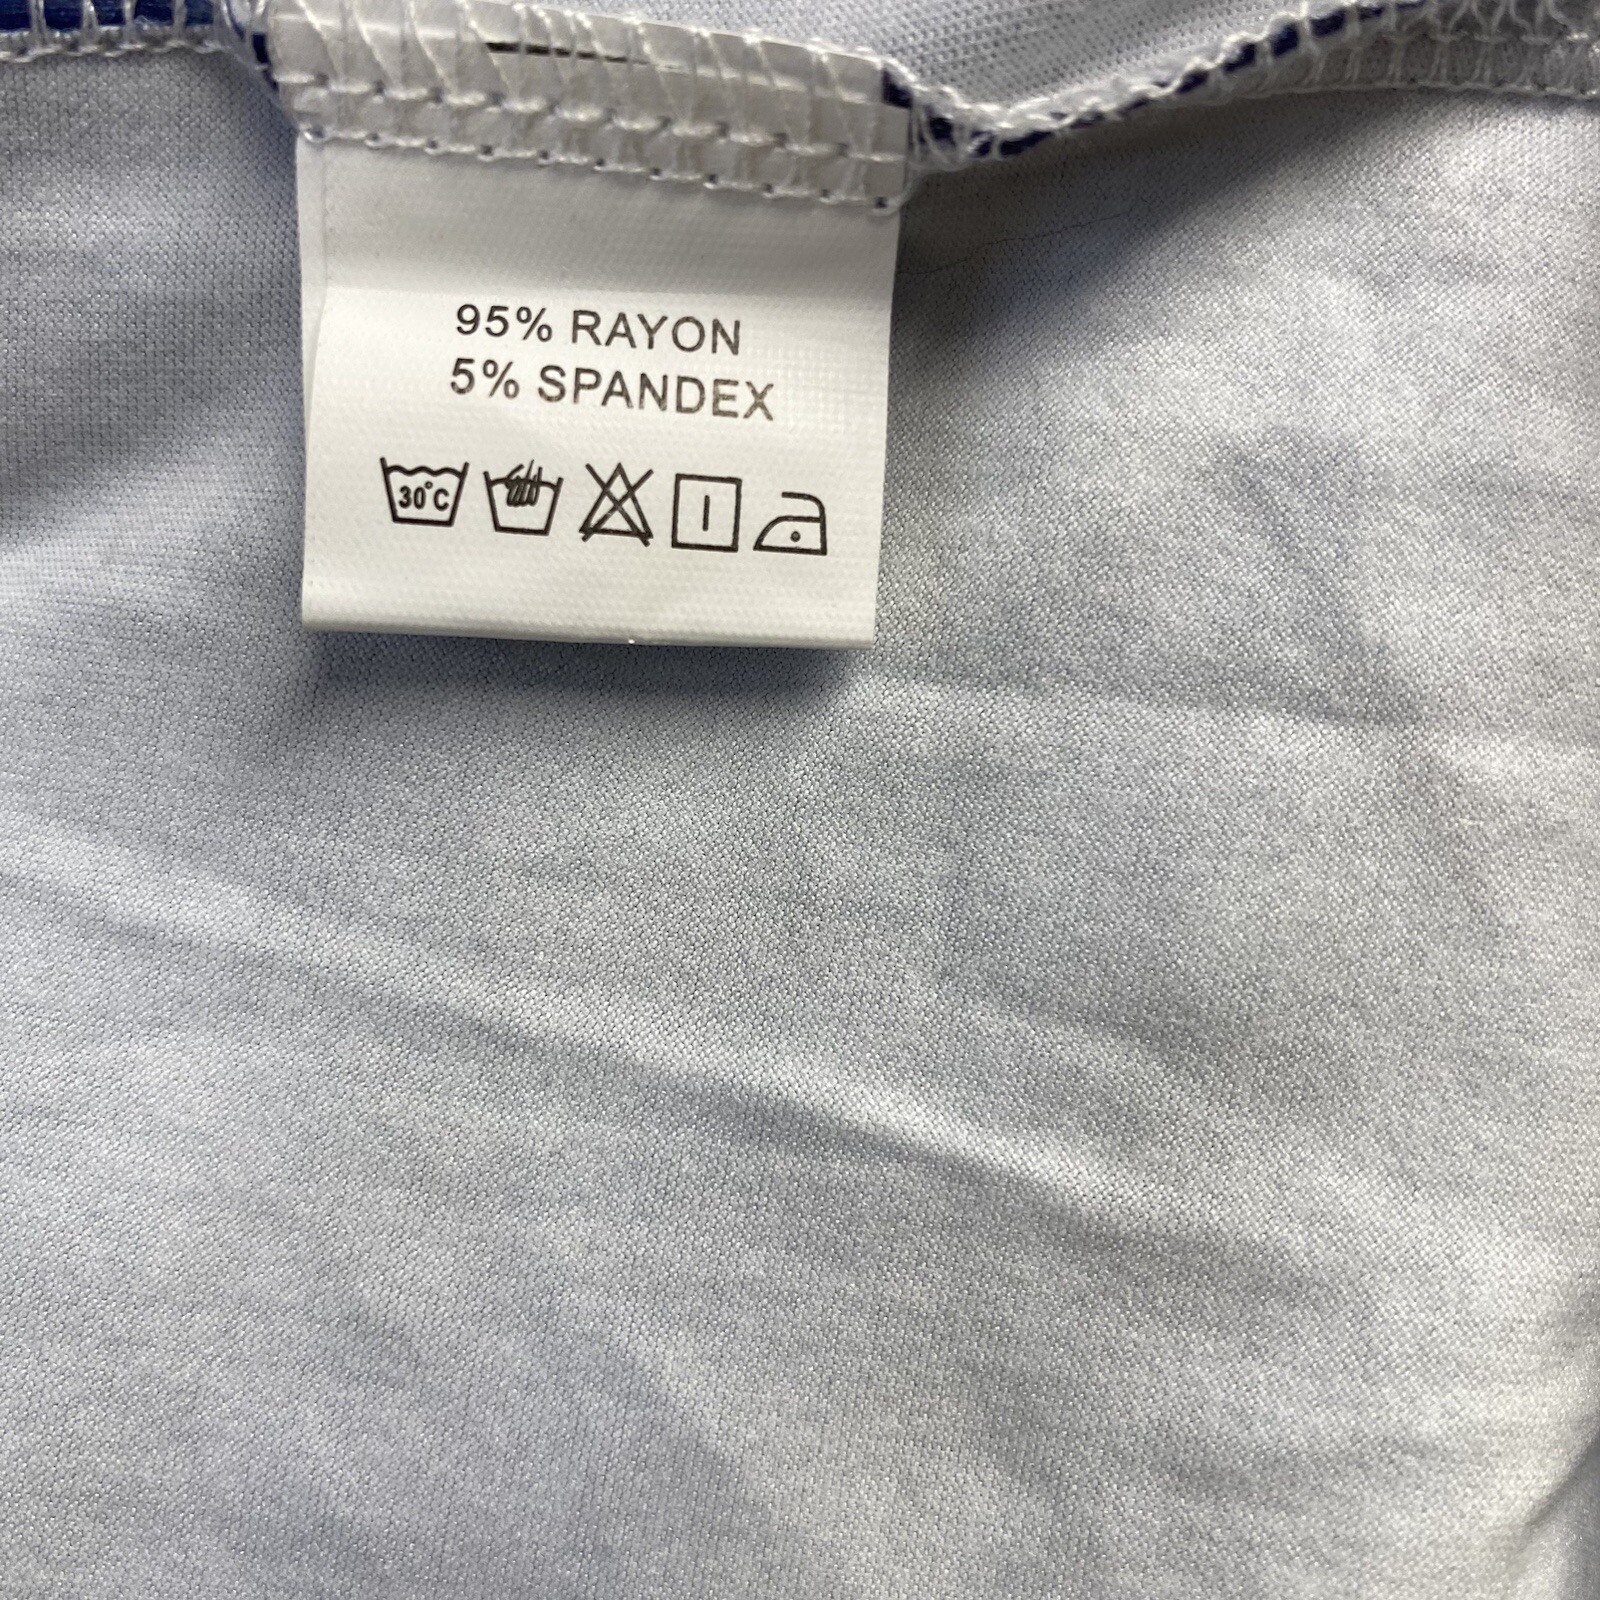 95% RAYON
5% SPANDEX
30°C